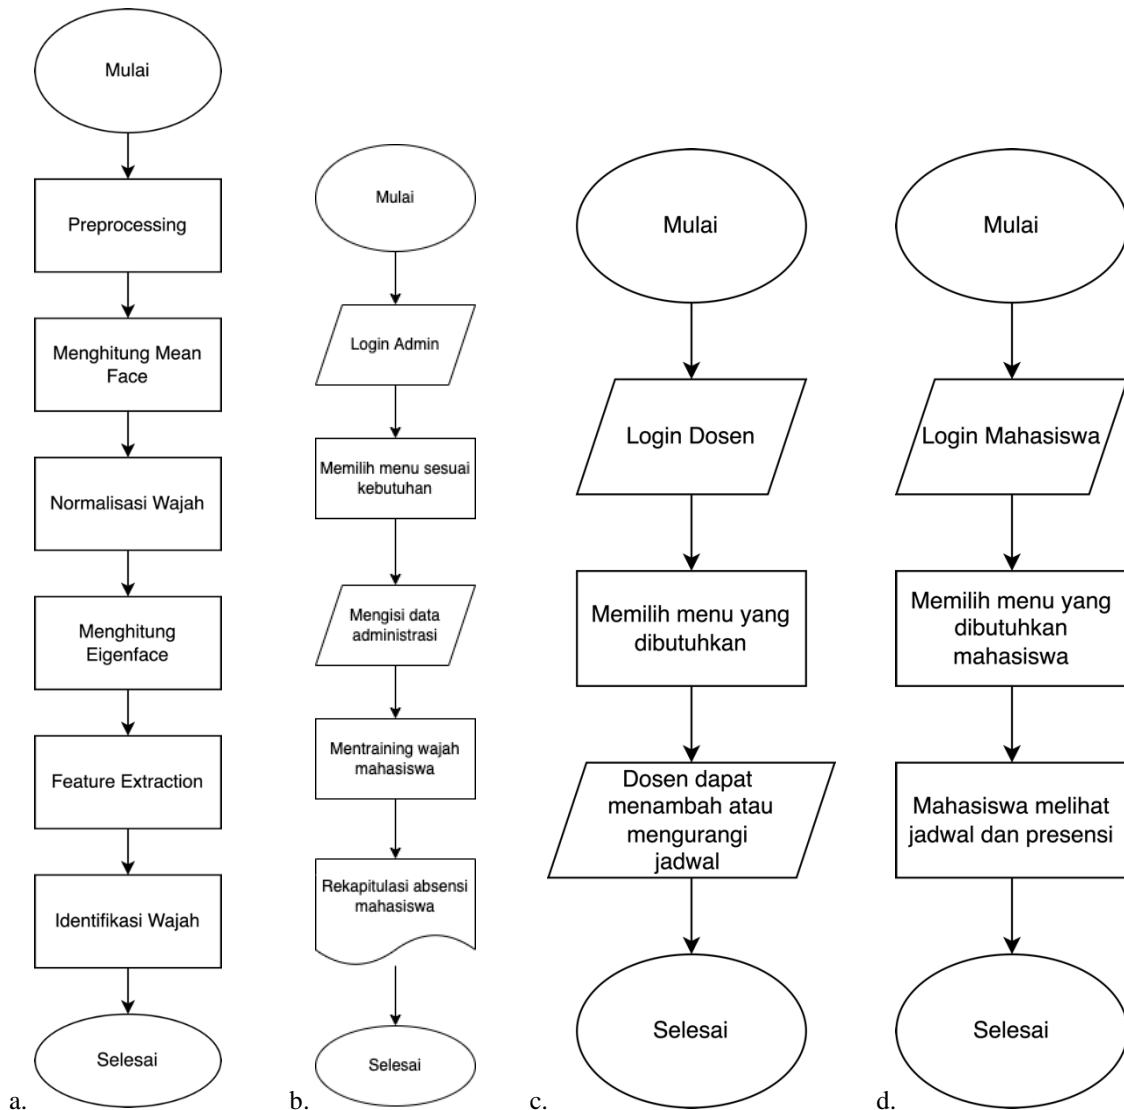 Mulai
Preprocessing
Menghitung Mean
Face
Normalisasi Wajah
Menghitung
Eigenface
Feature Extraction
Identifikasi Wajah
Selesai
a.
Mulai
Login Admin
Memilih menu sesuai
kebutuhan
Mengisi data
administrasi
Mentraining wajah
mahasiswa
Rekapitulasi absensi
mahasiswa
Selesai
b.
Mulai
Login Dosen
Memilih menu yang
dibutuhkan
Dosen dapat
menambah atau
mengurangi
jadwal
Selesai
c.
Mulai
Login Mahasiswa
Memilih menu yang
dibutuhkan
mahasiswa
Mahasiswa melihat
jadwal dan presensi
Selesai
d.